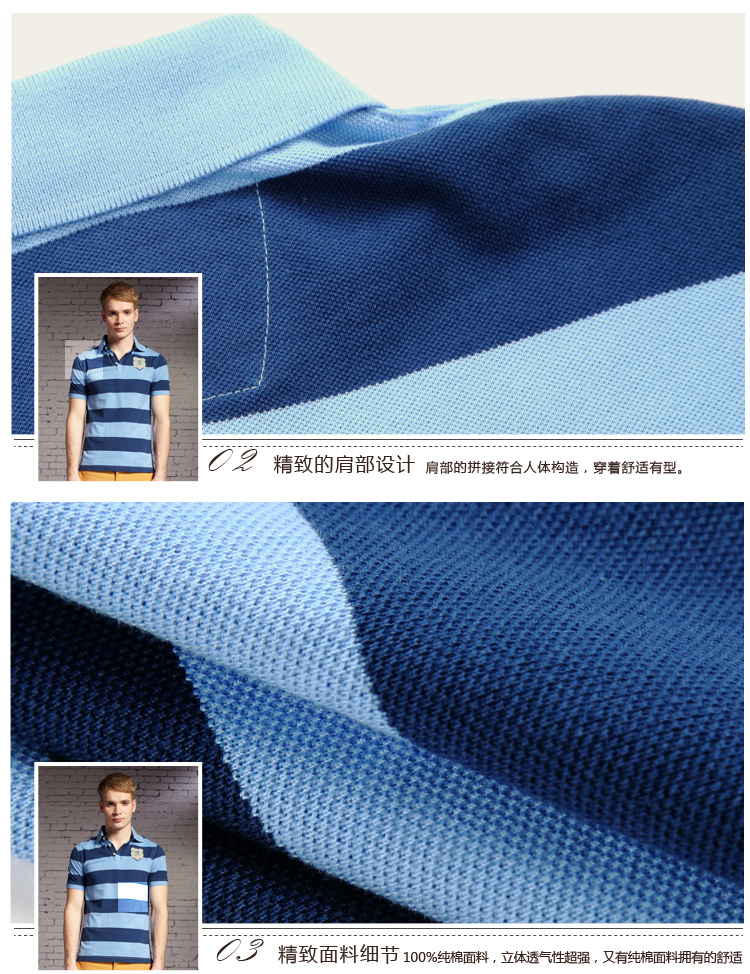 02 精致的肩部设计 肩部的拼接符合人体构造，穿着舒适有型。
03 精致面料细节 100%纯棉面料，立体透气性超强，又有纯棉面料拥有的舒适